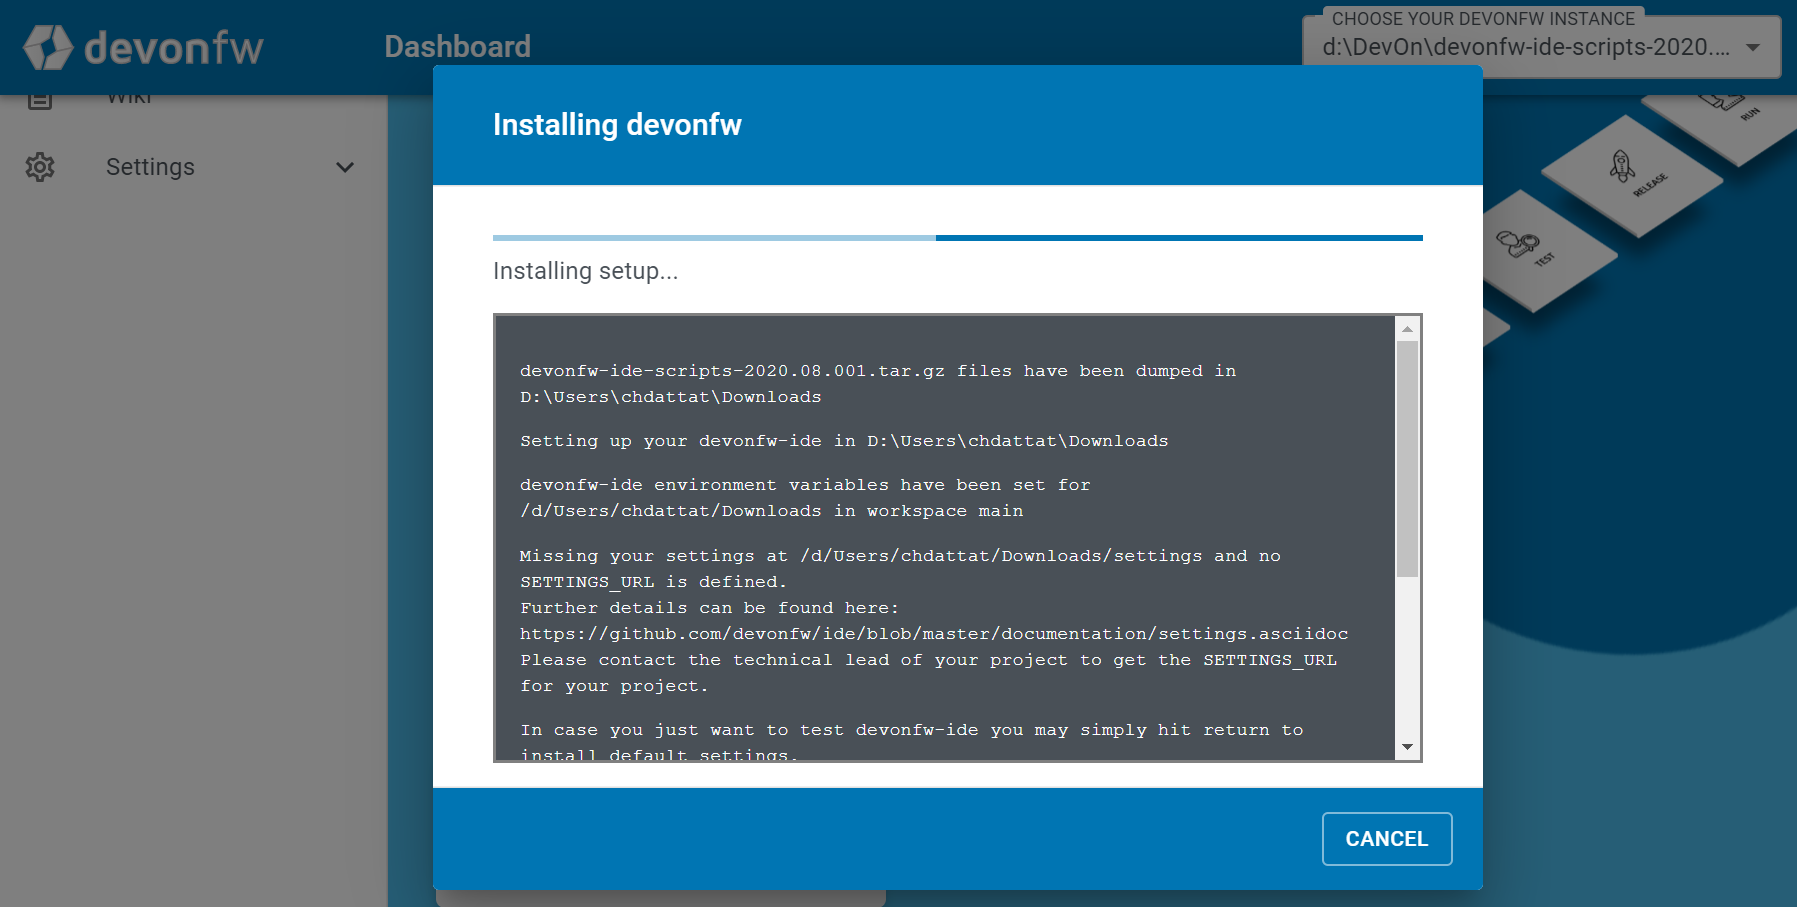 devonfw
Dashboard
CHOOSE YOUR DEVONFW INSTANCE
d:\DevOn\devonfw-ide-scripts-2020....
Wiki
Settings
RUN
RELEASE
TEST
Installing devonfw
Installing setup...
devonfw-ide-scripts-2020.08.001.tar.gz files have been dumped in
D:\Users\chdattat\Downloads
Setting up your devonfw-ide in D:\Users\chdattat\Downloads
devonfw-ide environment variables have been set for
/d/Users/chdattat/Downloads in workspace main
Missing your settings at /d/Users/chdattat/Downloads/settings and no
SETTINGS_URL is defined.
Further details can be found here:
https://github.com/devonfw/ide/blob/master/documentation/settings.asciidoc
Please contact the technical lead of your project to get the SETTINGS_URL
for your project.
In case you just want to test devonfw-ide you may simply hit return to
install default settings.
CANCEL